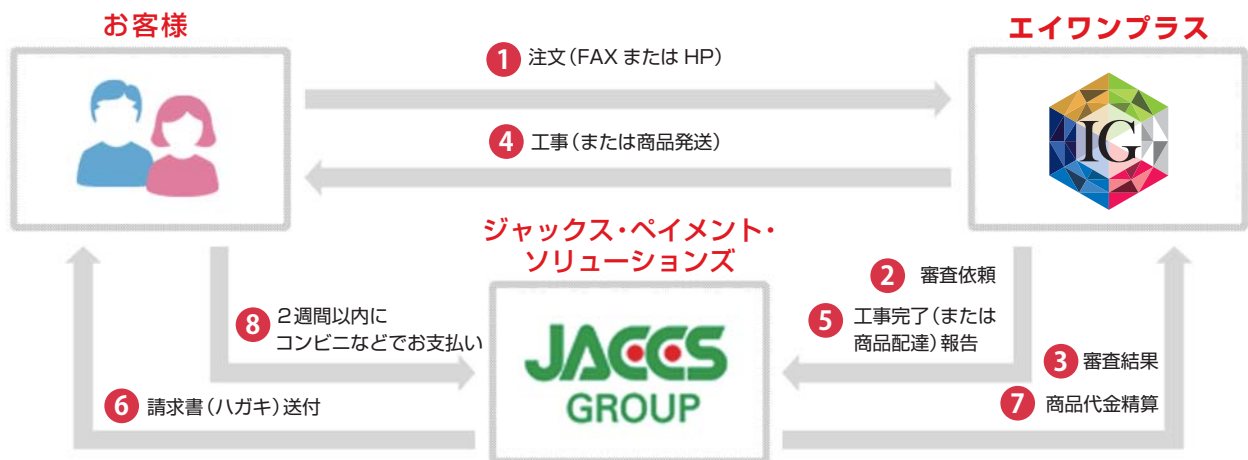 お客様
エイワンプラス
1 注文(FAX または HP)
4 工事(または商品発送)
IG
ジャックス・ペイメント・
ソリューションズ
2 審査依頼
5 工事完了(または
商品配達)報告
8 2週間以内に
コンビニなどでお支払い
JACCS
GROUP
3 審査結果
6 請求書(ハガキ)送付
7 商品代金精算